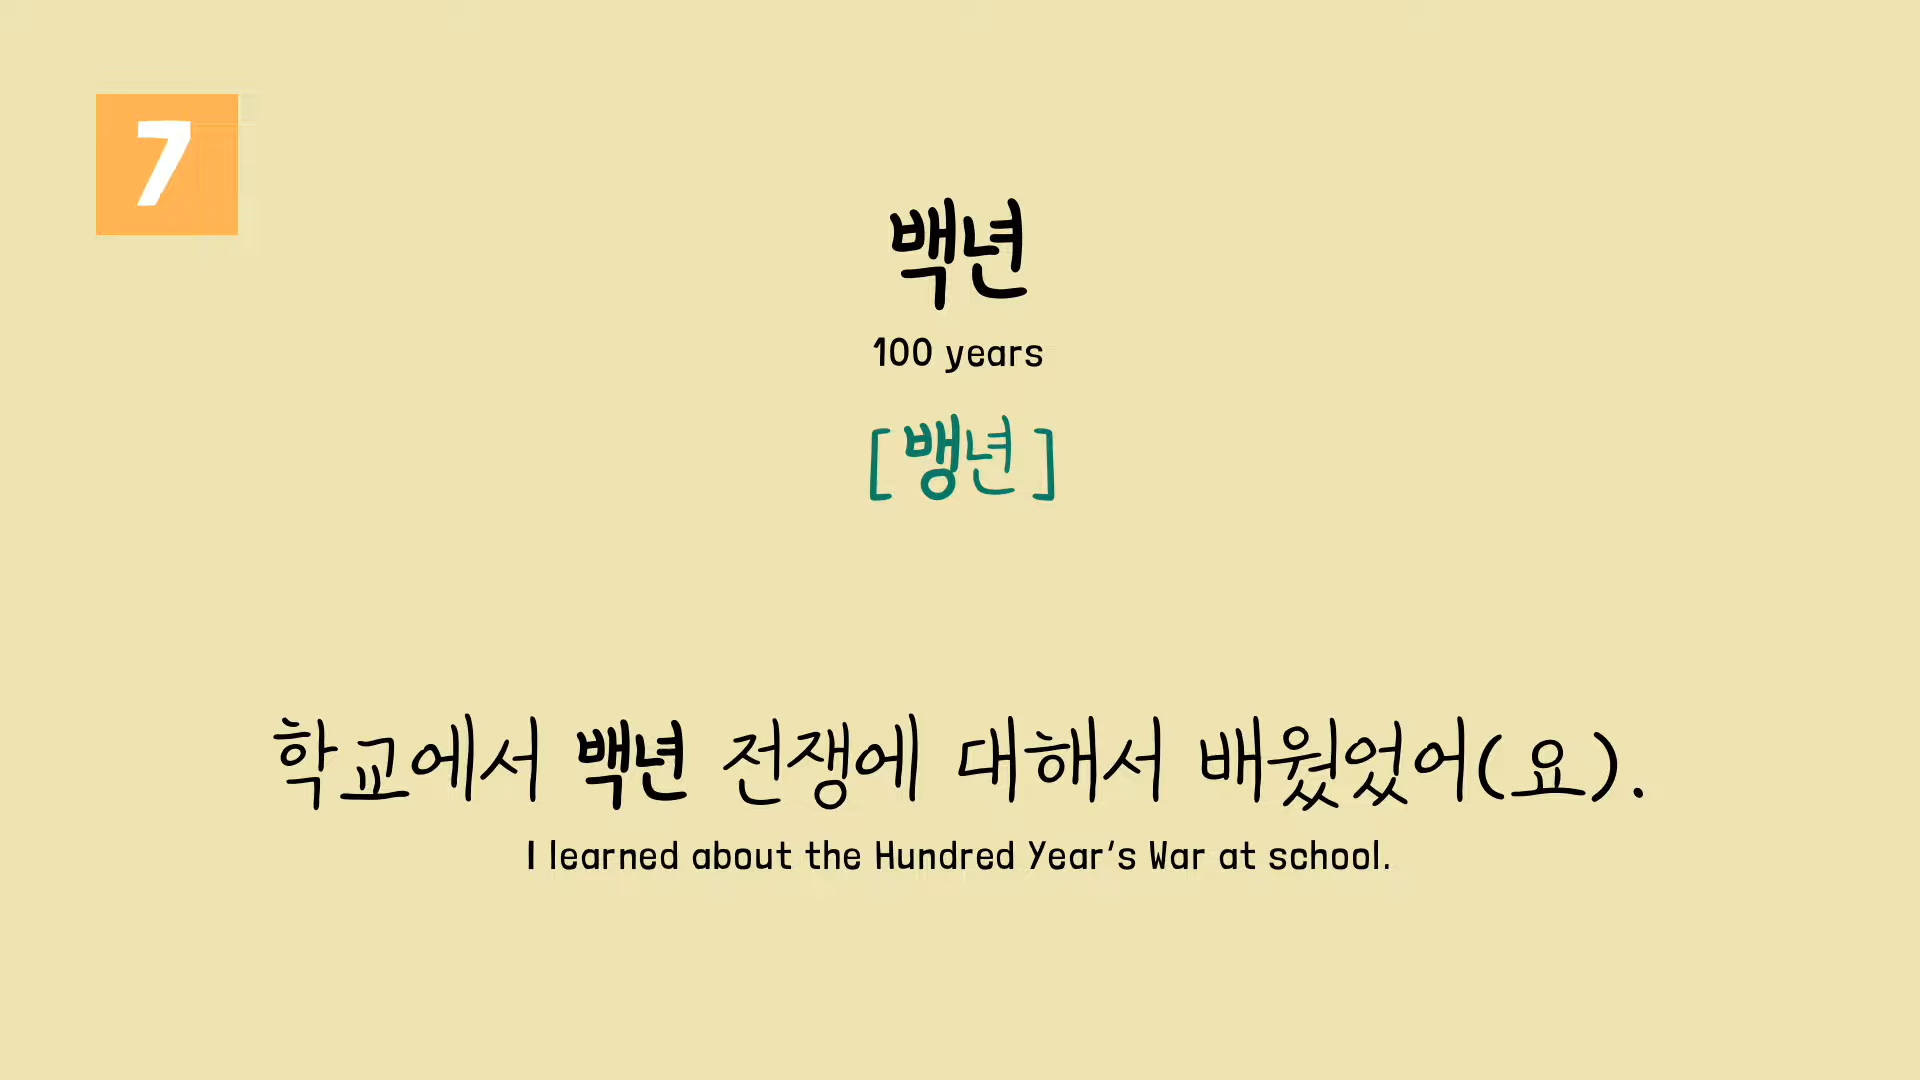 7
백년
100 years
[뱅년]
학교에서 백년 전쟁에 대해서 배웠었어(요).
I learned about the Hundred Year's War at school.